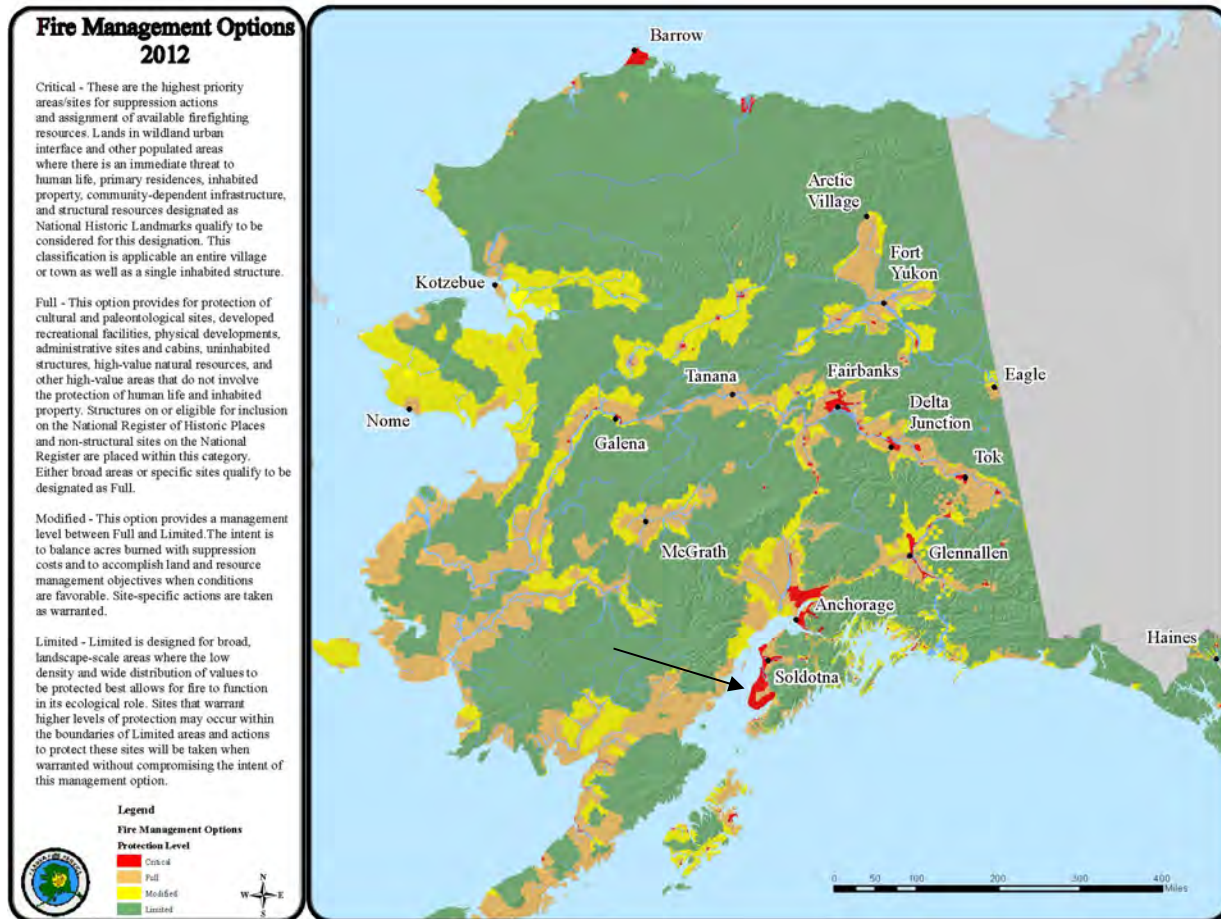 Fire Management Options
2012
Critical - These are the highest priority
areas/sites for suppression actions
and assignment of available firefighting
resources. Lands in wildland urban
interface and other populated areas
where there is an immediate threat to
human life, primary residences, inhabited
property, community-dependent infrastructure,
and structural resources designated as
National Historic Landmarks qualify to be
considered for this designation. This
classification is applicable an entire village
or town as well as a single inhabited structure.
Full - This option provides for protection of
cultural and paleontological sites, developed
recreational facilities, physical developments,
administrative sites and cabins, uninhabited
structures, high-value natural resources, and
other high-value areas that do not involve
the protection of human life and inhabited
property. Structures on or eligible for inclusion
on the National Register of Historic Places
and non-structural sites on the National
Register are placed within this category.
Either broad areas or specific sites qualify to be
designated as Full.
Modified - This option provides a management
level between Full and Limited.The intent is
to balance acres burned with suppression
costs and to accomplish land and resource
management objectives when conditions
are favorable. Site-specific actions are taken
as warranted.
Limited - Limited is designed for broad,
landscape-scale areas where the low
density and wide distribution of values to
be protected best allows for fire to function
in its ecological role. Sites that warrant
higher levels of protection may occur within
the boundaries of Limited areas and actions
to protect these sites will be taken when
warranted without compromising the intent of
this management option.
Legend
Fire Management Options
Protection Level
Critical
Full
Modified
Limited
N
W E
S
Barrow
Arctic
Village
Fort
Yukon
Kotzebue
Eagle
Tanana
Fairbanks
Nome
Galena
Delta
Junction
Tok
McGrath
Glennallen
Anchorage
Haines
Soldotna
0 50 100 200 300 400
Miles